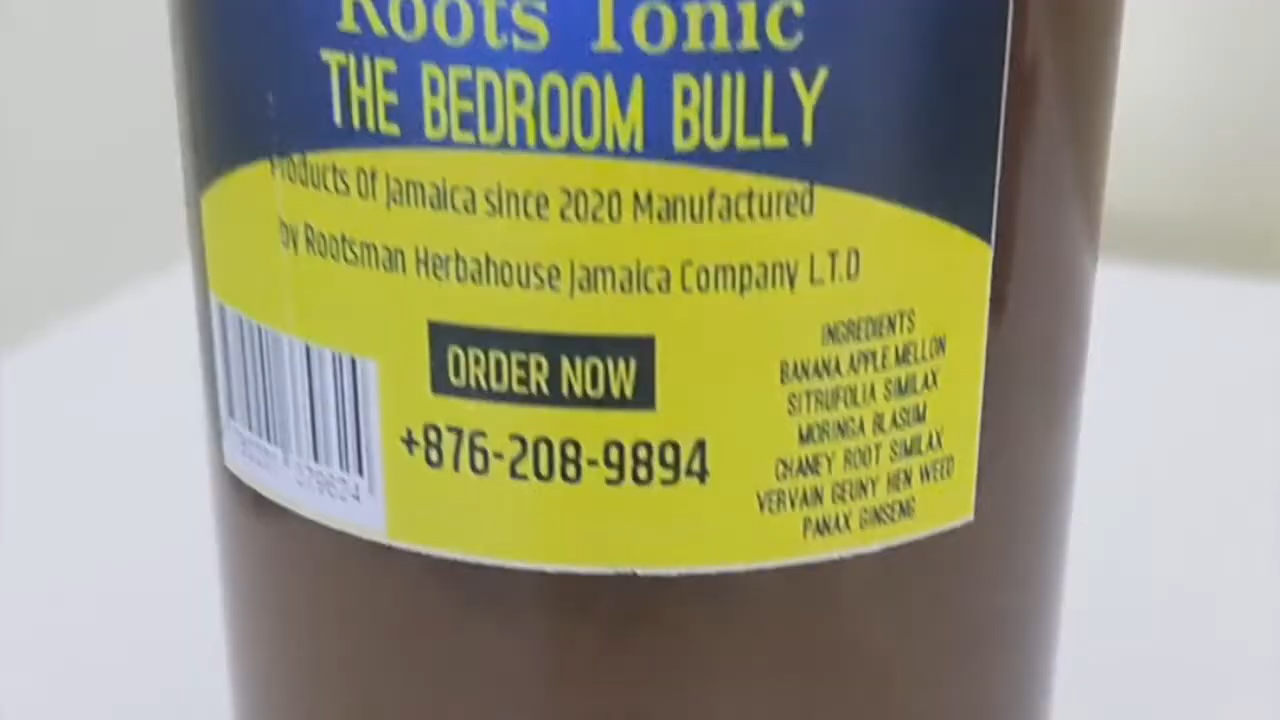 Roots Tonic
THE BEDROOM BULLY
Products Of Jamaica since 2020 Manufactured
by Rootsman Herbahouse Jamaica Company L.T.D
ORDER NOW
+876-208-9894
INGREDIENTS
BANANA.APPLE.MELLON
SITRUFOLIA SIMILAX
MORINGA BLASUM
CHANEY ROOT SIMILAX
VERVAIN GEUNY HEN WEED
PANAX GINSENG